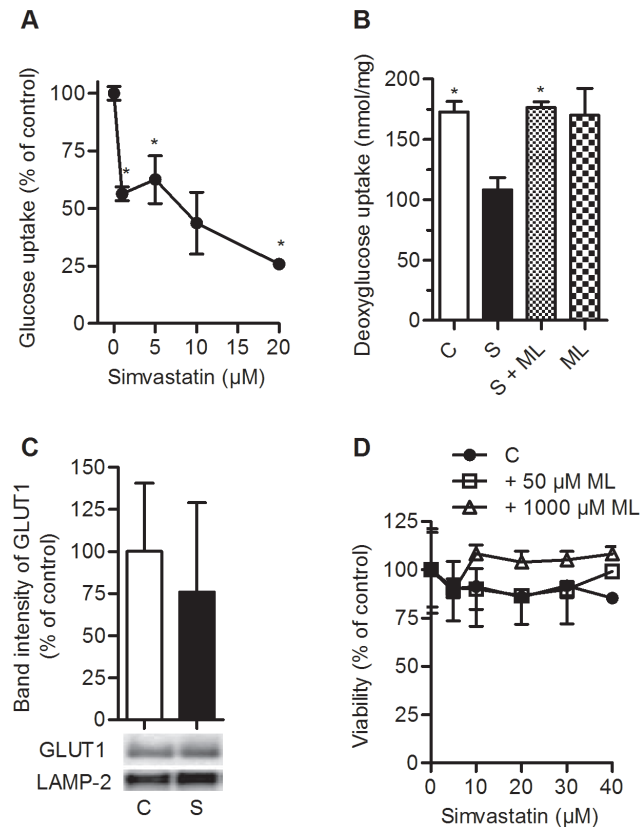 A
Glucose uptake (% of control)
100
75
50
25
0
*
*
*
0
5
10
15
20
Simvastatin (µM)
B
Deoxyglucose uptake (nmol/mg)
200
150
100
50
0
*
*
C
S
S + ML
ML
C
Band intensity of GLUT1
(% of control)
150
125
100
75
50
25
0
GLUT1
LAMP-2
C
S
D
C
+ 50 µM ML
+ 1000 µM ML
Viability (% of control)
125
100
75
50
25
0
0
10
20
30
40
Simvastatin (µM)